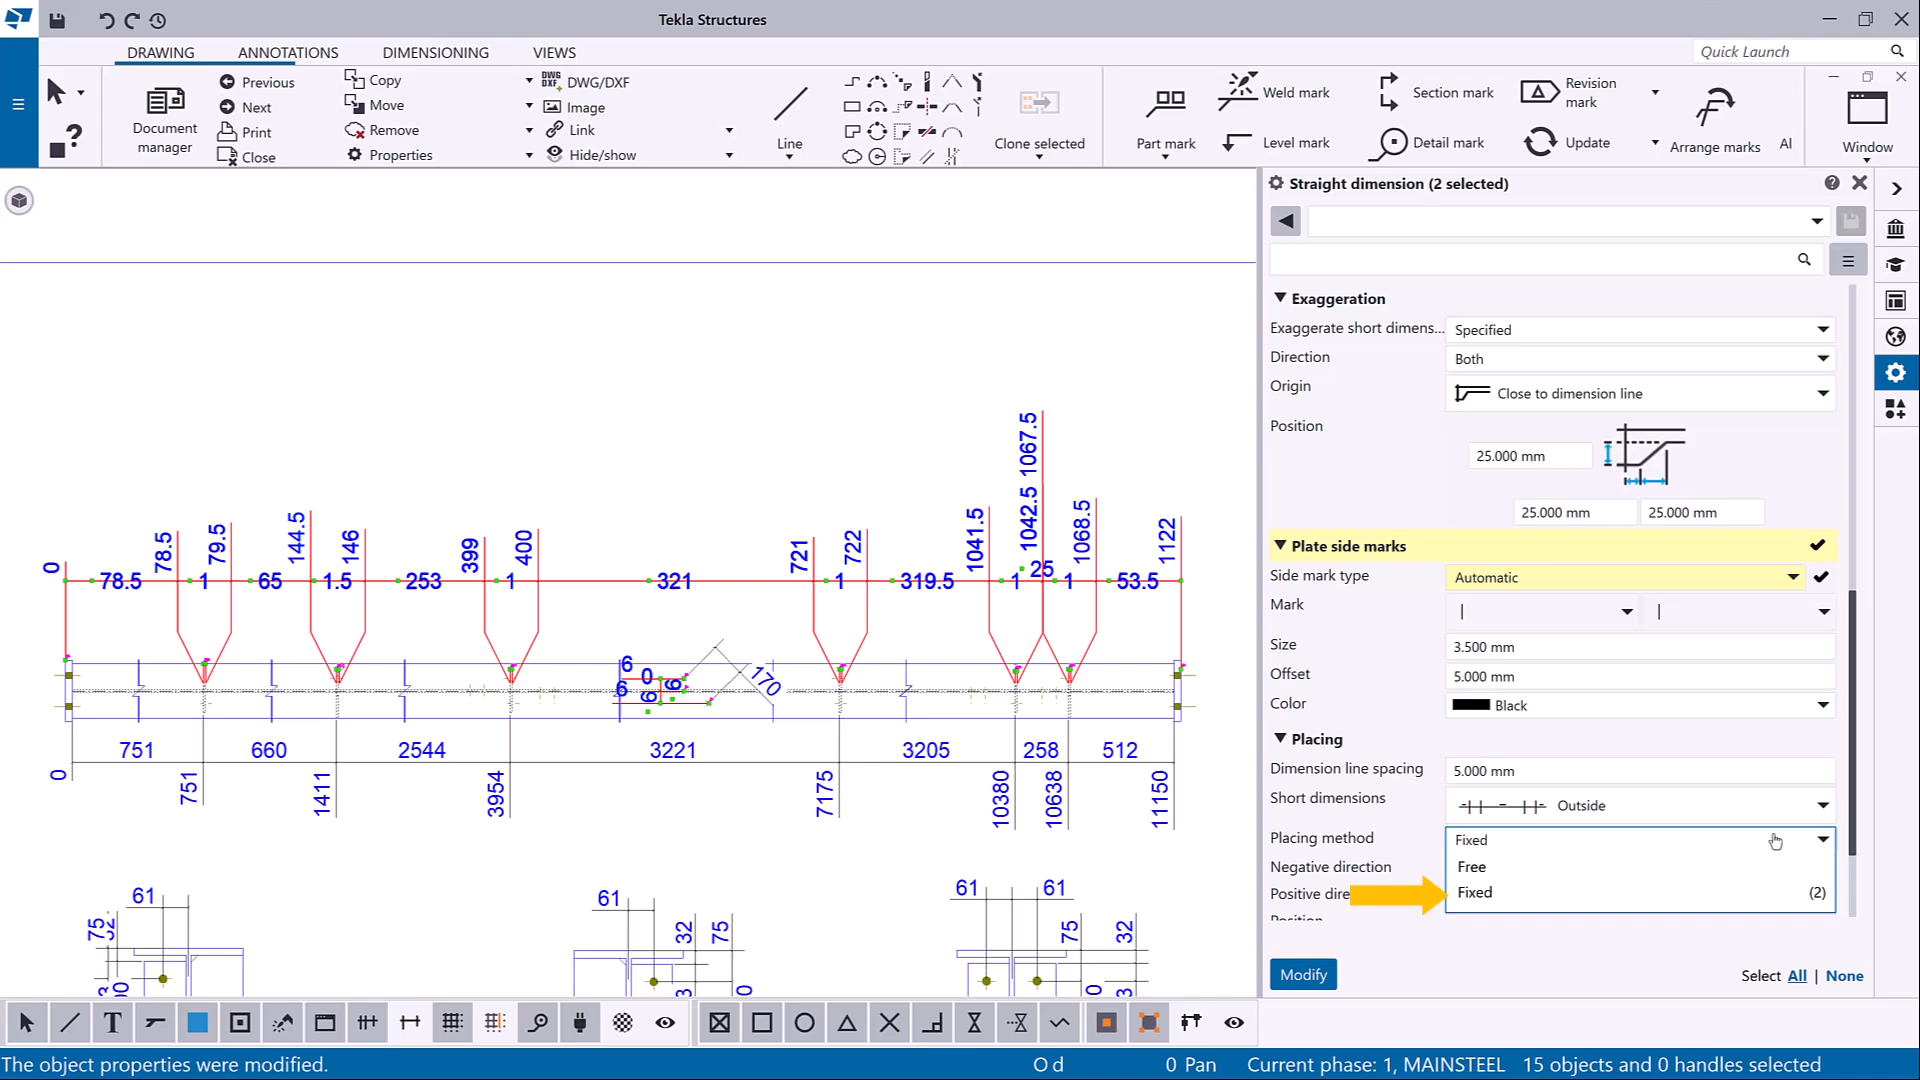 Tekla Structures
DRAWING ANNOTATIONS DIMENSIONING VIEWS
Quick Launch
Document manager
Previous
Next
Print
Close
Copy
Move
Remove
Properties
DWG/DXF
Image
Link
Hide/show
Line
Clone selected
Part mark
Weld mark
Level mark
Section mark
Detail mark
Revision mark
Update
Arrange marks
Al
Window
Straight dimension (2 selected)
Exaggeration
Exaggerate short dimens... Specified
Direction Both
Origin Close to dimension line
Position
25.000 mm
25.000 mm 25.000 mm
Plate side marks
Side mark type Automatic
Mark
Size 3.500 mm
Offset 5.000 mm
Color Black
Placing
Dimension line spacing 5.000 mm
Short dimensions Outside
Placing method Fixed
Negative direction Free
Positive dire Fixed (2)
Modify
Select All | None
0 78.5 79.5 144.5 146 399 400 721 722 1041.5 1042.5 1067.5 1068.5 1122
78.5 1 65 1.5 253 1 321 1 319.5 1 25 1 53.5
6 0 6 6 6 170
751 660 2544 3221 3205 258 512
0 751 1411 3954 7175 10380 10638 11150
61 61 61 61
75 32 32 75 75 32
The object properties were modified.
O d
0 Pan
Current phase: 1, MAINSTEEL
15 objects and 0 handles selected